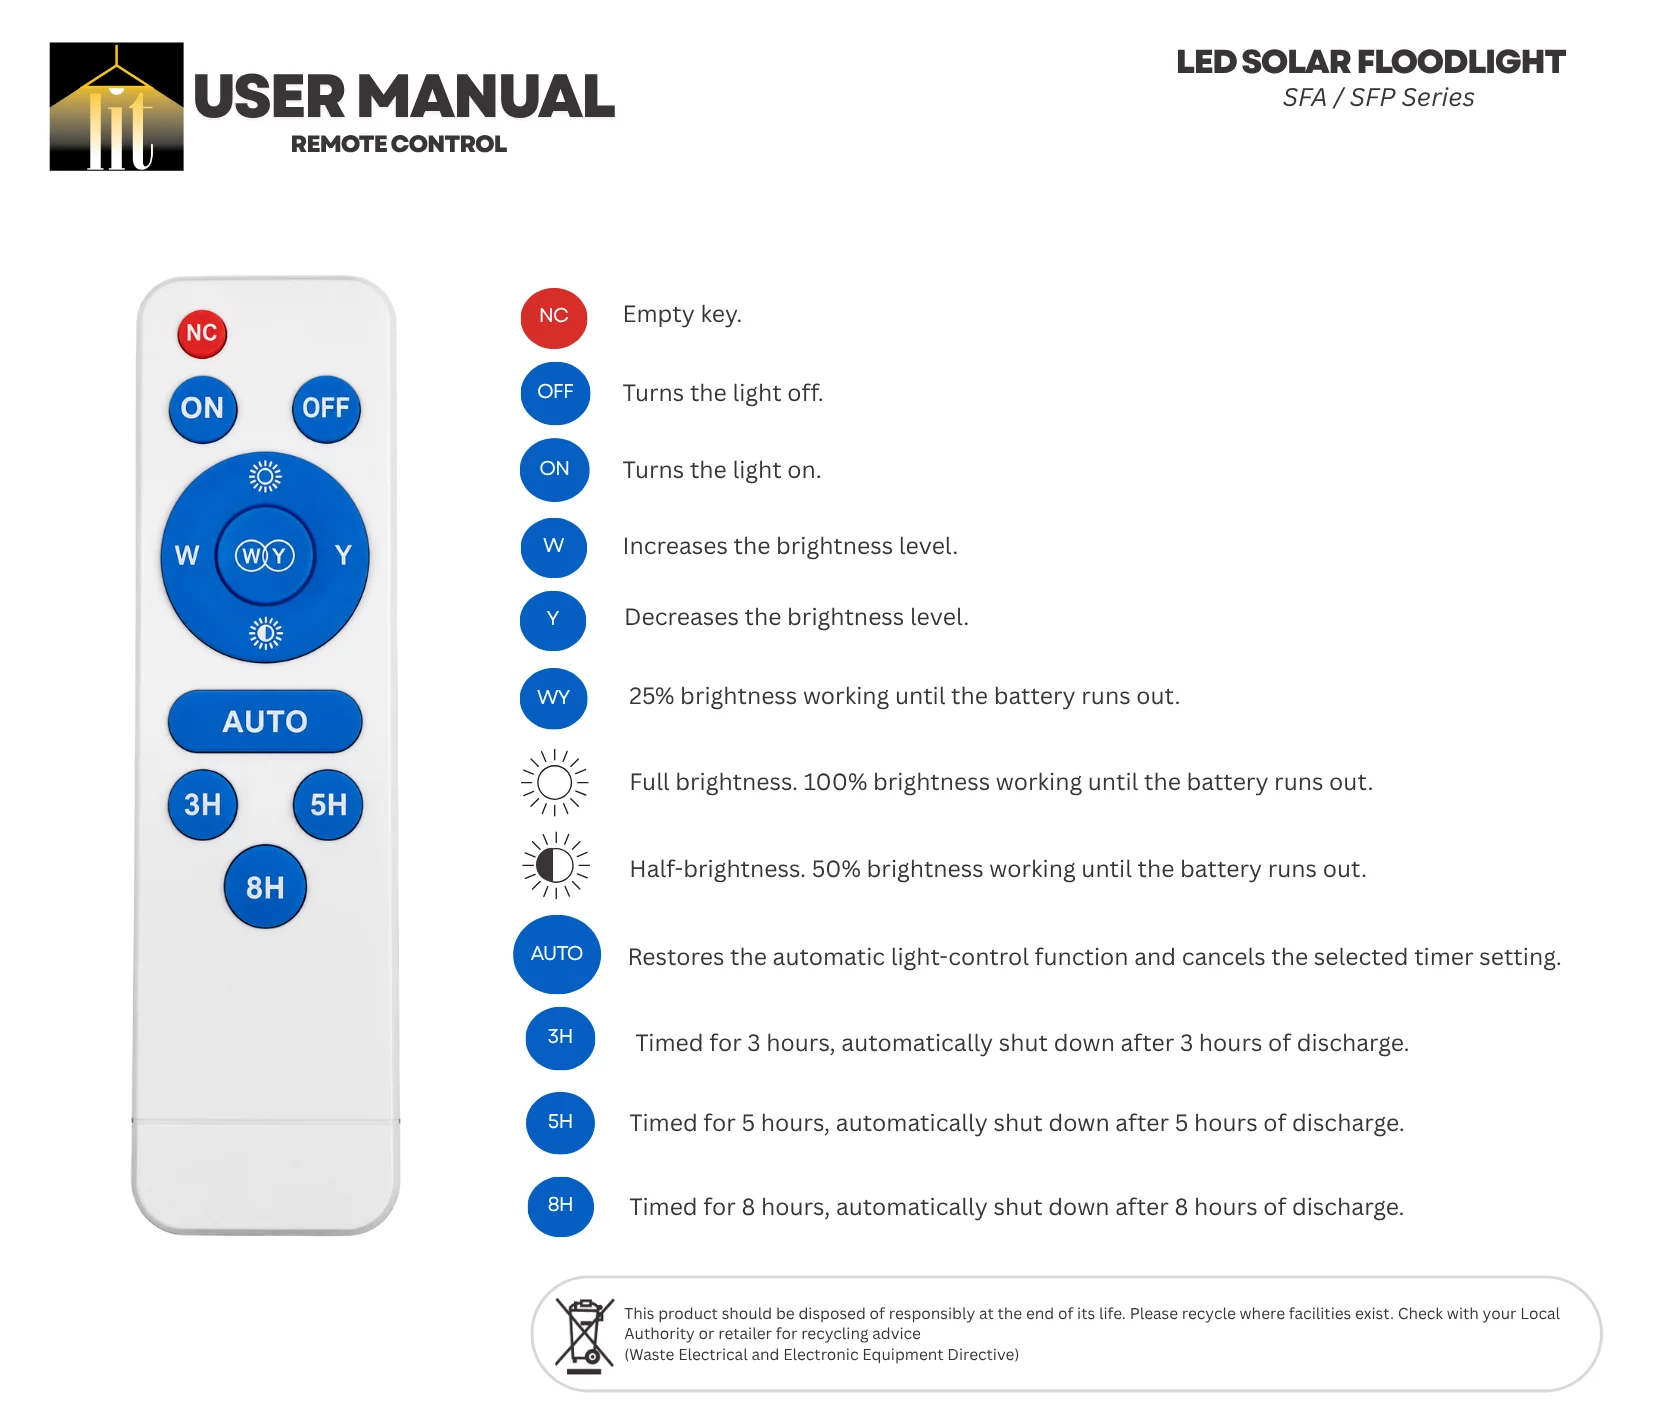 lit
USER MANUAL
REMOTE CONTROL
LED SOLAR FLOODLIGHT
SFA / SFP Series
NC
ON
OFF
W
WY
Y
AUTO
3H
5H
8H
NC
Empty key.
OFF
Turns the light off.
ON
Turns the light on.
W
Increases the brightness level.
Y
Decreases the brightness level.
WY
25% brightness working until the battery runs out.
Full brightness. 100% brightness working until the battery runs out.
Half-brightness. 50% brightness working until the battery runs out.
AUTO
Restores the automatic light-control function and cancels the selected timer setting.
3H
Timed for 3 hours, automatically shut down after 3 hours of discharge.
5H
Timed for 5 hours, automatically shut down after 5 hours of discharge.
8H
Timed for 8 hours, automatically shut down after 8 hours of discharge.
This product should be disposed of responsibly at the end of its life. Please recycle where facilities exist. Check with your Local
Authority or retailer for recycling advice
(Waste Electrical and Electronic Equipment Directive)